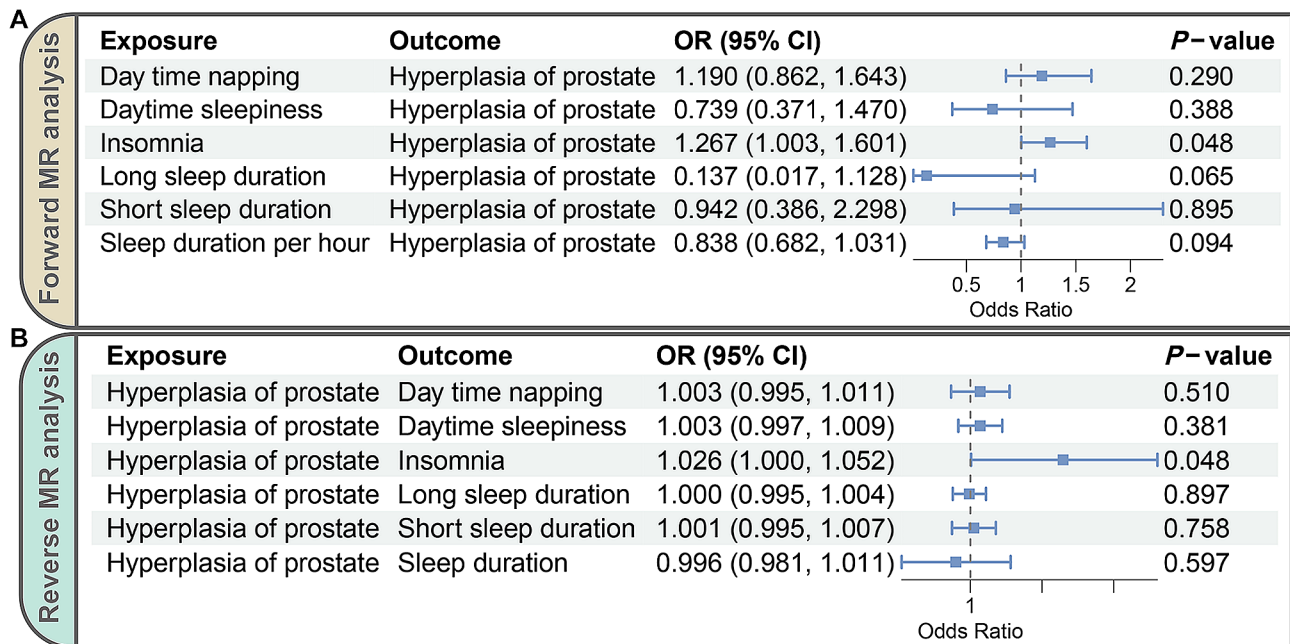 A
Forward MR analysis
Exposure Outcome OR (95% CI) P−value
Day time napping Hyperplasia of prostate 1.190 (0.862, 1.643) 0.290
Daytime sleepiness Hyperplasia of prostate 0.739 (0.371, 1.470) 0.388
Insomnia Hyperplasia of prostate 1.267 (1.003, 1.601) 0.048
Long sleep duration Hyperplasia of prostate 0.137 (0.017, 1.128) 0.065
Short sleep duration Hyperplasia of prostate 0.942 (0.386, 2.298) 0.895
Sleep duration per hour Hyperplasia of prostate 0.838 (0.682, 1.031) 0.094
0.5 1 1.5 2
Odds Ratio
B
Reverse MR analysis
Exposure Outcome OR (95% CI) P−value
Hyperplasia of prostate Day time napping 1.003 (0.995, 1.011) 0.510
Hyperplasia of prostate Daytime sleepiness 1.003 (0.997, 1.009) 0.381
Hyperplasia of prostate Insomnia 1.026 (1.000, 1.052) 0.048
Hyperplasia of prostate Long sleep duration 1.000 (0.995, 1.004) 0.897
Hyperplasia of prostate Short sleep duration 1.001 (0.995, 1.007) 0.758
Hyperplasia of prostate Sleep duration 0.996 (0.981, 1.011) 0.597
1
Odds Ratio